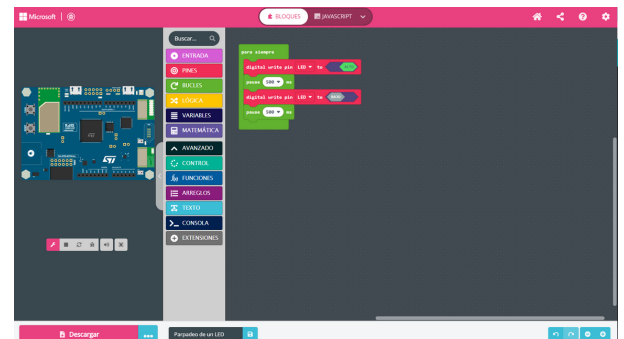 Microsoft
BLOQUES
JAVASCRIPT
Buscar...
ENTRADA
PINES
BUCLES
LÓGICA
VARIABLES
MATEMÁTICA
AVANZADO
CONTROL
FUNCIONES
ARREGLOS
TEXTO
CONSOLA
EXTENSIONES
para siempre
digital write pin LED to
pausa 500 ms
digital write pin LED to
pausa 500 ms
Descargar
Parpadeo de un LED